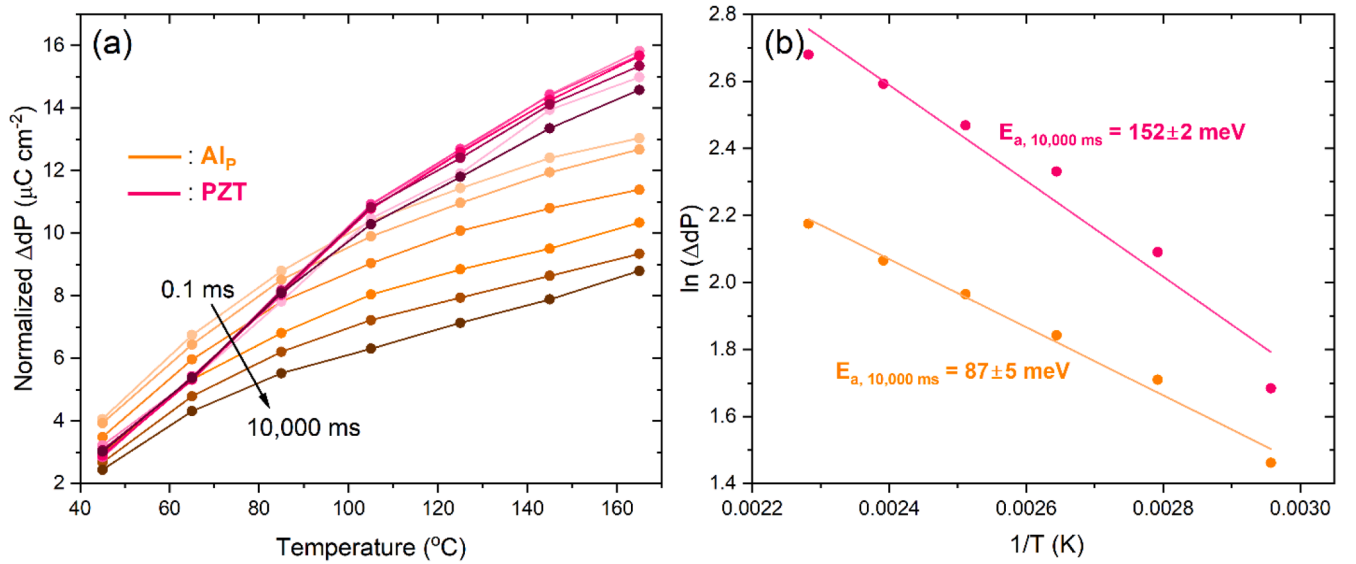 (a)
Normalized ΔdP (μC cm⁻²)
16
14
12
10
8
6
4
2
: Al_P
: PZT
0.1 ms
10,000 ms
40 60 80 100 120 140 160
Temperature (°C)
(b)
ln (ΔdP)
2.8
2.6
2.4
2.2
2.0
1.8
1.6
1.4
E_a, 10,000 ms = 152±2 meV
E_a, 10,000 ms = 87±5 meV
0.0022 0.0024 0.0026 0.0028 0.0030
1/T (K)